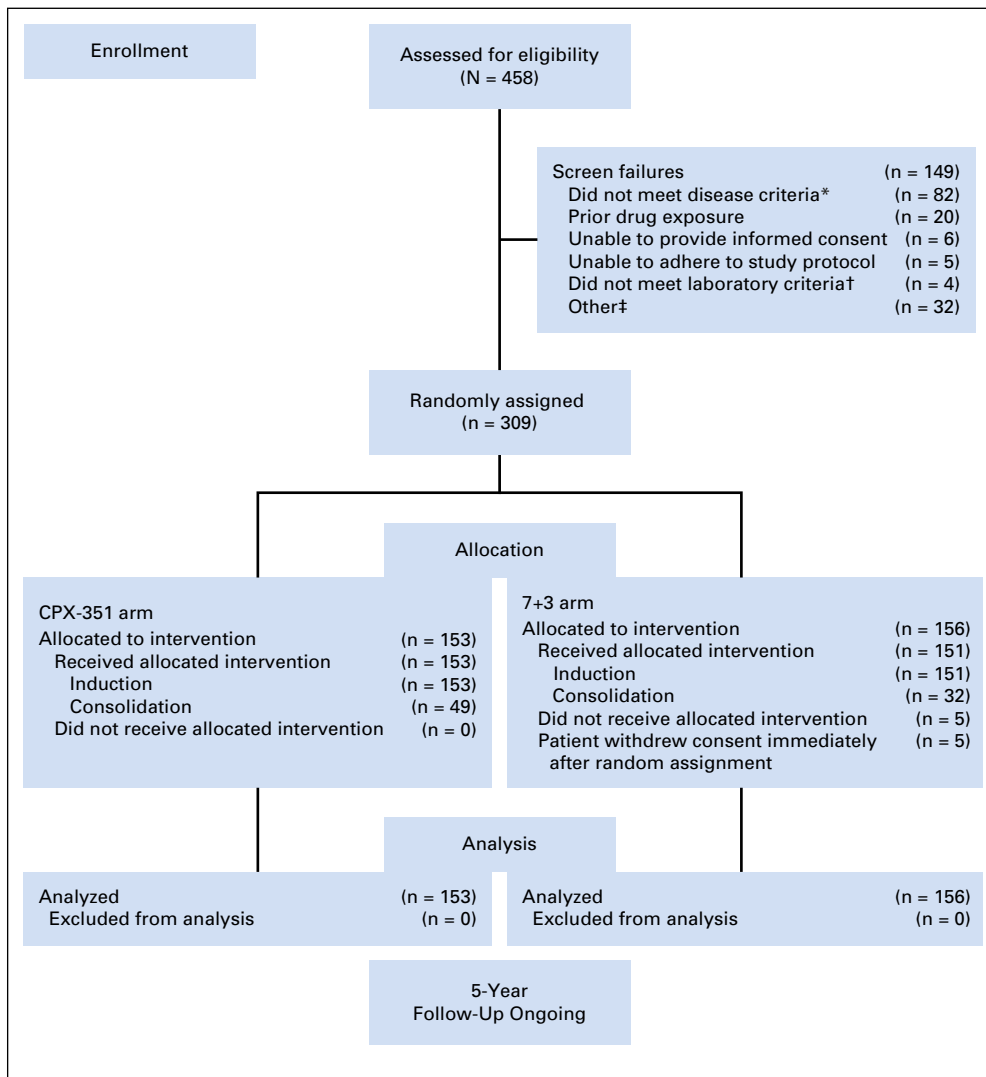 Enrollment
Assessed for eligibility
(N = 458)
Screen failures (n = 149)
Did not meet disease criteria* (n = 82)
Prior drug exposure (n = 20)
Unable to provide informed consent (n = 6)
Unable to adhere to study protocol (n = 5)
Did not meet laboratory criteria† (n = 4)
Other‡ (n = 32)
Randomly assigned
(n = 309)
Allocation
CPX-351 arm
Allocated to intervention (n = 153)
Received allocated intervention (n = 153)
Induction (n = 153)
Consolidation (n = 49)
Did not receive allocated intervention (n = 0)
7+3 arm
Allocated to intervention (n = 156)
Received allocated intervention (n = 151)
Induction (n = 151)
Consolidation (n = 32)
Did not receive allocated intervention (n = 5)
Patient withdrew consent immediately (n = 5)
after random assignment
Analysis
Analyzed (n = 153)
Excluded from analysis (n = 0)
Analyzed (n = 156)
Excluded from analysis (n = 0)
5-Year
Follow-Up Ongoing